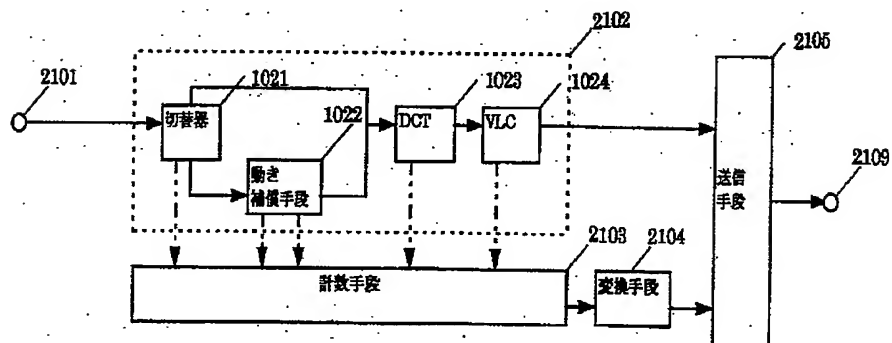 2102
2105
2101
1021
1022
1023
1024
切替器
DCT
VLC
動き
補償手段
送信
手段
2109
2103
2104
計数手段
変換手段